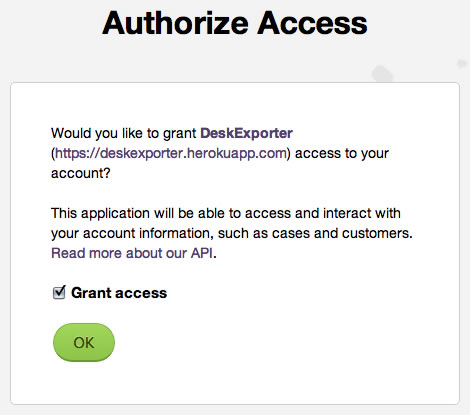 Authorize Access
Would you like to grant DeskExporter
(https://deskexporter.herokuapp.com) access to your
account?
This application will be able to access and interact with
your account information, such as cases and customers.
Read more about our API.
Grant access
OK